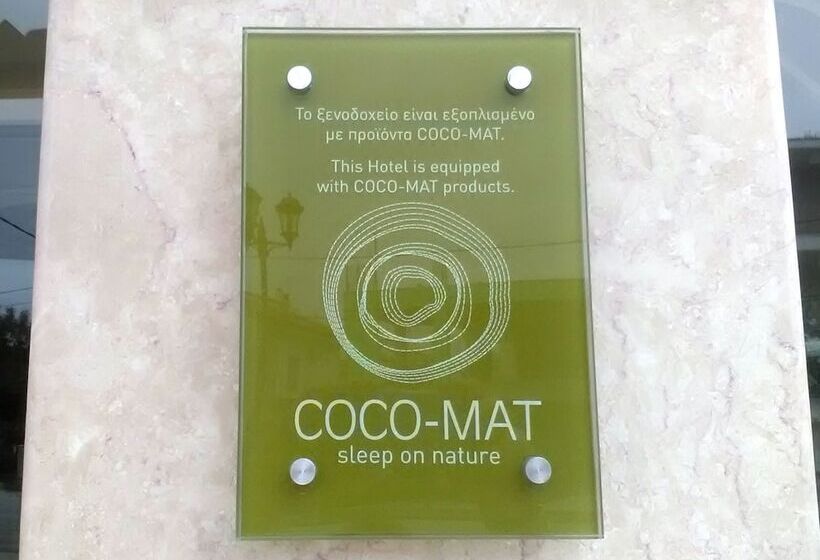 Το ξενοδοχείο είναι εξοπλισμένο
με προϊόντα COCO-MAT.
This Hotel is equipped
with COCO-MAT products.
COCO-MAT
sleep on nature